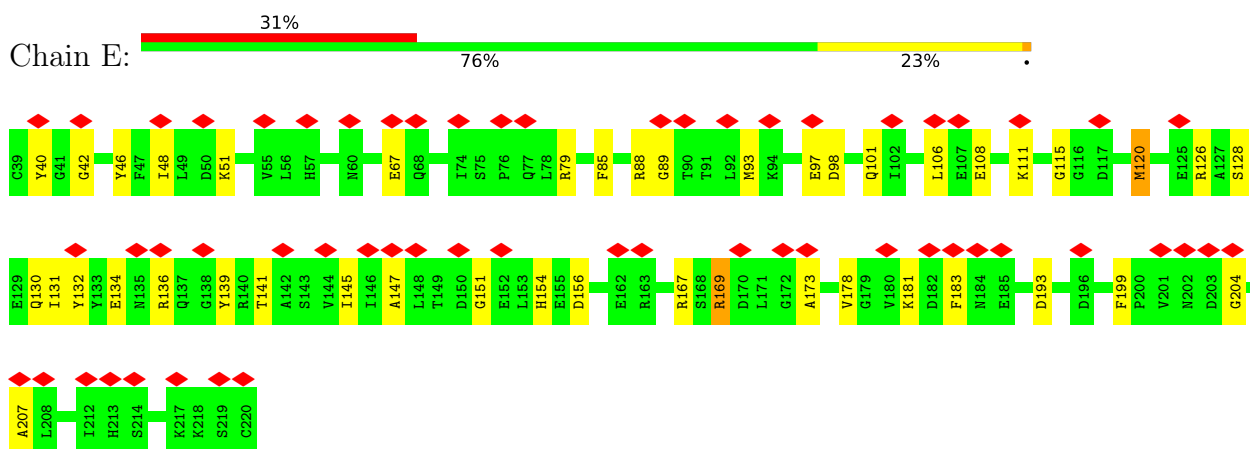 31%
Chain E:
76% 23% •
C39 Y40 G41 G42 Y46 F47 I48 L49 D50 K51 V55 L56 H57 N60 E67 Q68 I74 S75 P76 Q77 L78 R79 F85 R88 G89 T90 T91 L92 M93 K94 E97 D98 Q101 I102 L106 E107 E108 K111 G115 G116 D117 M120 E125 R126 A127 S128
E129 Q130 I131 Y132 Y133 E134 N135 R136 Q137 G138 Y139 R140 T141 A142 S143 V144 I145 I146 A147 L148 T149 D150 G151 E152 L153 H154 E155 D156 E162 R163 R167 S168 R169 D170 L171 G172 A173 V178 G179 V180 K181 D182 F183 N184 E185 D193 D196 F199 P200 V201 N202 D203 G204
A207 L208 I212 H213 S214 K217 K218 S219 C220